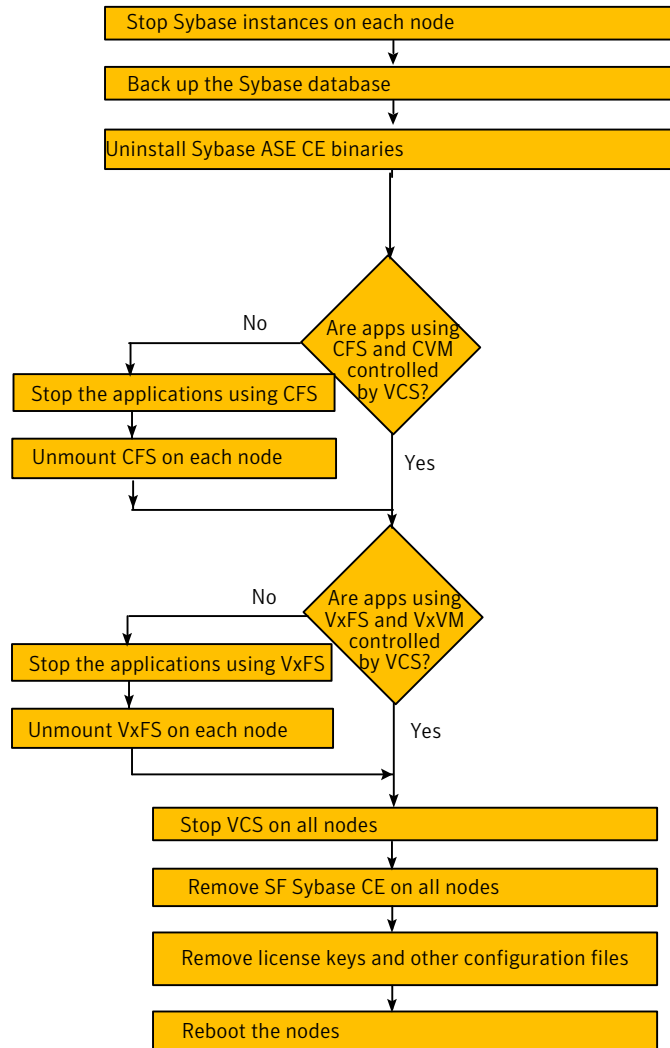 Stop Sybase instances on each node
Back up the Sybase database
Uninstall Sybase ASE CE binaries
Are apps using
CFS and CVM
controlled
by VCS?
No
Stop the applications using CFS
Unmount CFS on each node
Yes
Are apps using
VxFS and VxVM
controlled
by VCS?
No
Stop the applications using VxFS
Unmount VxFS on each node
Yes
Stop VCS on all nodes
Remove SF Sybase CE on all nodes
Remove license keys and other configuration files
Reboot the nodes